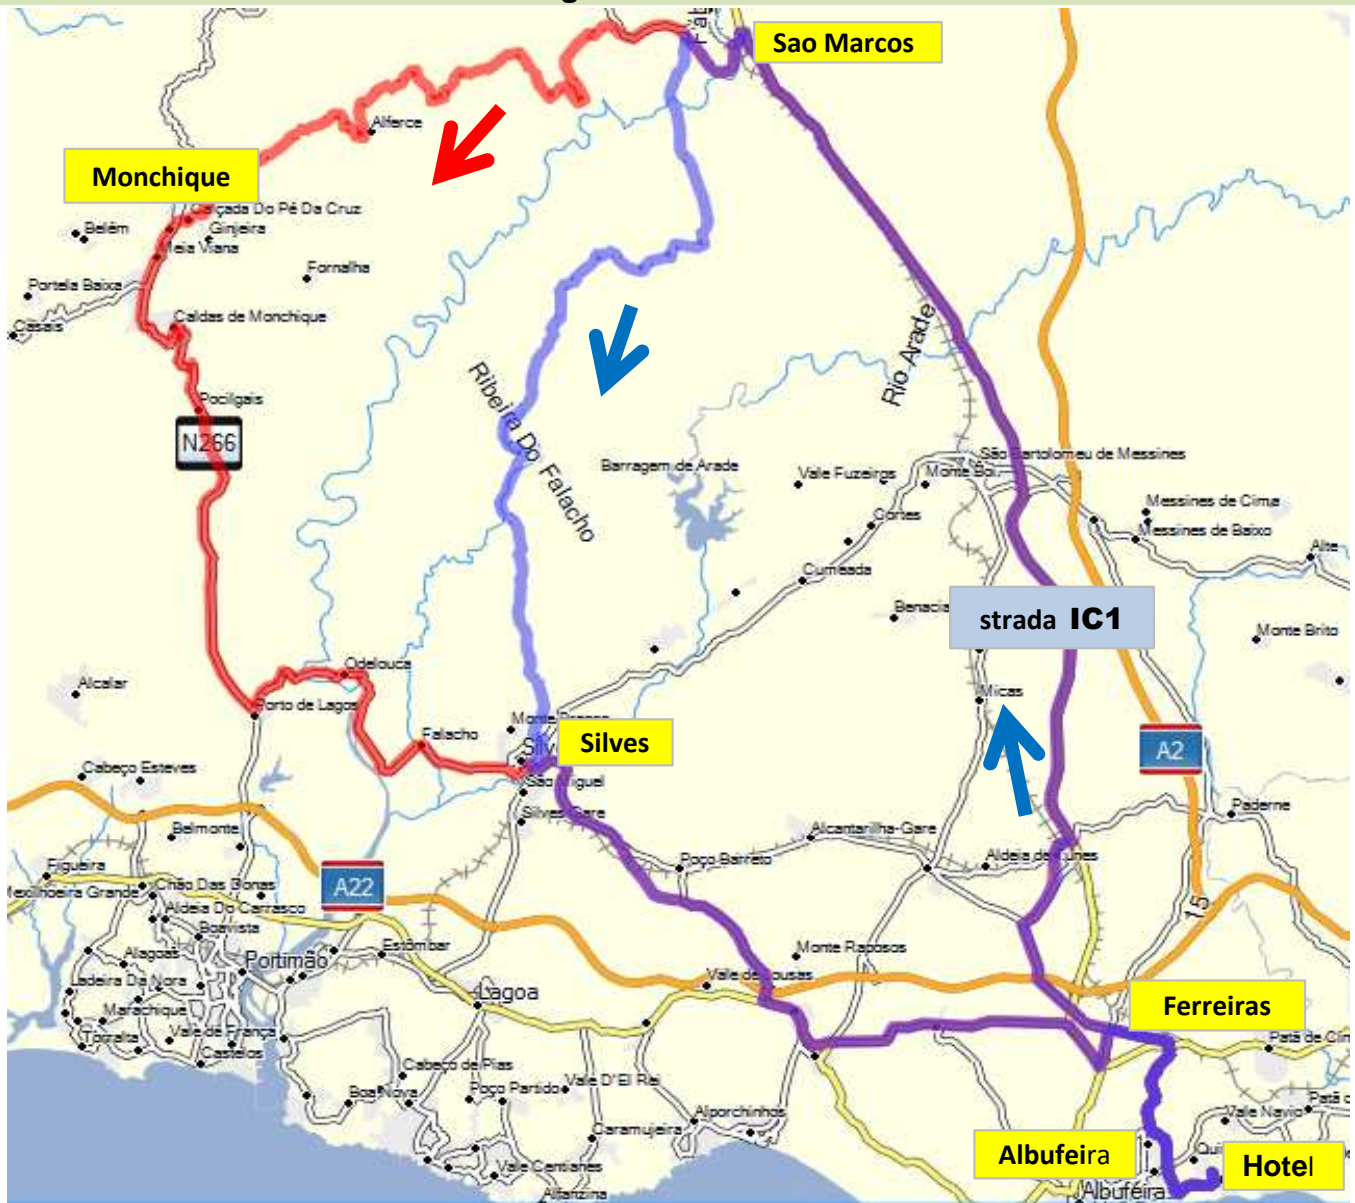 Sao Marcos
Alferce
Monchique
Calçada Do Pé Da Cruz
Belém
Ginjeira
Meia Viana
Fornalha
Portela Baixa
Casais
Caldas de Monchique
Rio Arade
Pocilgais
Ribeira Do Falacho
N266
São Bartolomeu de Messines
Barragem de Arade
Vale Fuzeiros
Monte Boi
Messines de Cima
Cortes
Messines de Baixo
Alte
Cumeada
Benacia
strada IC1
Monte Brito
Odelouca
Alcalar
Micas
Porto de Lagos
Falacho
Silves
A2
Cabeço Esteves
São Miguel
Silves-Gare
Paderne
Belmonte
Alcantarilha-Gare
Figueira
Poço Barreto
A22
Chão Das Donas
Mexilhoeira Grande
Aldeia Do Carrasco
15
Boavista
Alagoas
Portimão
Estômbar
Monte Raposos
Ladeira Da Nora
Lagoa
Ferreiras
Marachique
Torralta
Vale de França
Castelos
Cabeço de Pias
Boa Nova
Poço Partido
Vale D'El Rei
Alporchinhos
Vale Navio
Caramujeira
Albufeira
Hotel
Vale Centianes
Alfanzina
Albuféira